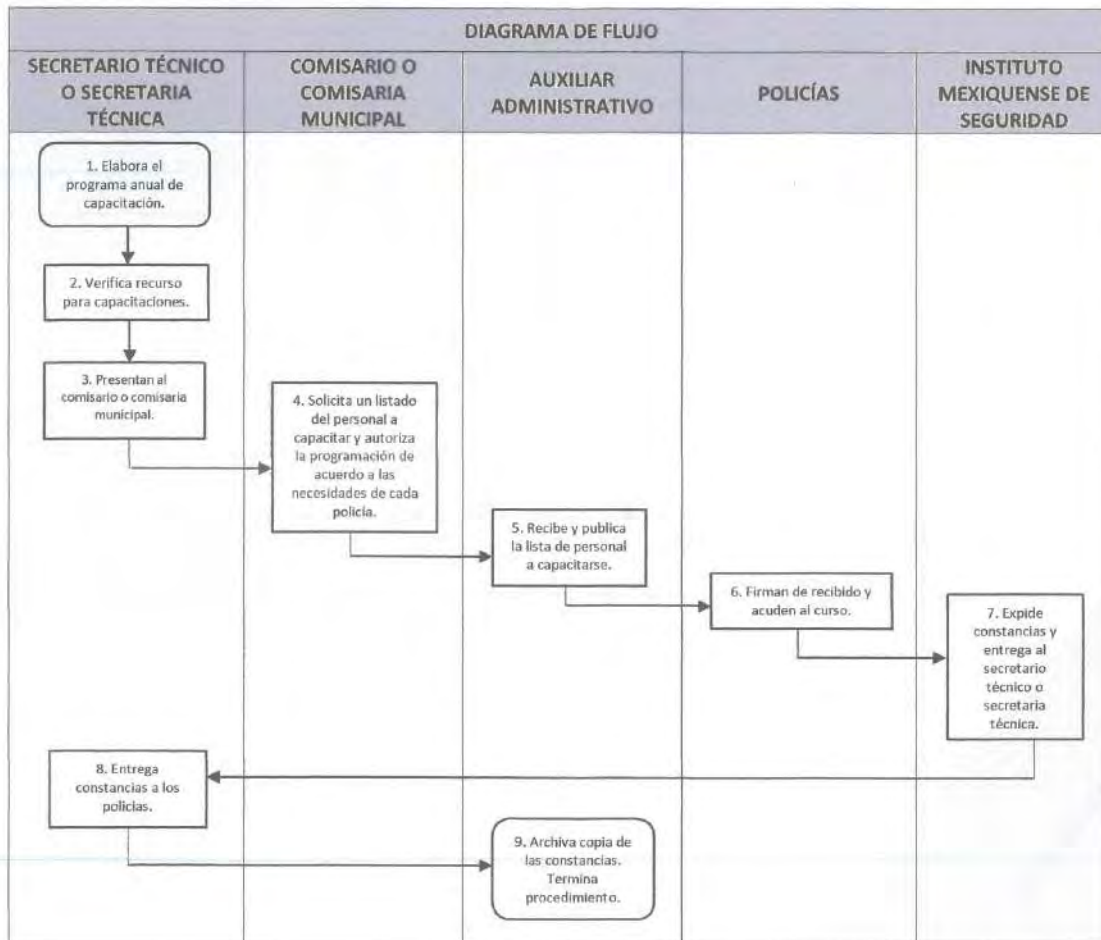 DIAGRAMA DE FLUJO
SECRETARIO TÉCNICO
O SECRETARIA
TÉCNICA
COMISARIO O
COMISARIA
MUNICIPAL
AUXILIAR
ADMINISTRATIVO
POLICÍAS
INSTITUTO
MEXIQUENSE DE
SEGURIDAD
1. Elabora el
programa anual de
capacitación.
2. Verifica recurso
para capacitaciones.
3. Presentan al
comisario o comisaria
municipal.
4. Solicita un listado
del personal a
capacitar y autoriza
la programación de
acuerdo a las
necesidades de cada
policía.
5. Recibe y publica
la lista de personal
a capacitarse.
6. Firman de recibido y
acuden al curso.
7. Expide
constancias y
entrega al
secretario
técnico o
secretaria
técnica.
8. Entrega
constancias a los
policías.
9. Archiva copia de
las constancias.
Termina
procedimiento.